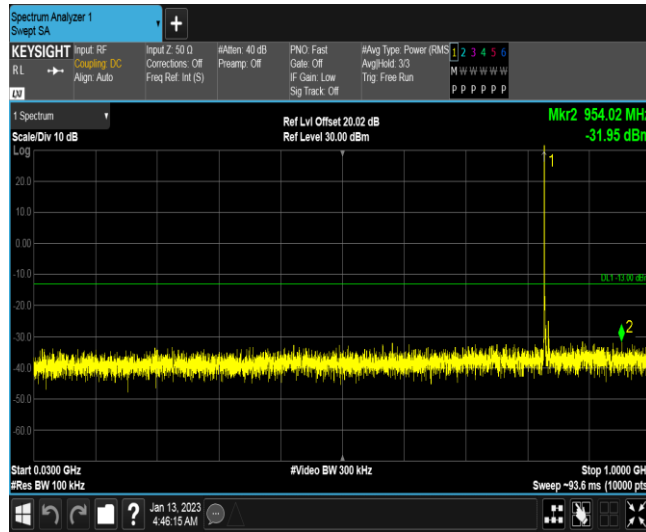 Spectrum Analyzer 1
Swept SA
+
KEYSIGHT
RL
LXI
Input: RF
Coupling: DC
Align: Auto
Input Z: 50 Ω
Corrections: Off
Freq Ref: Int (S)
#Atten: 40 dB
Preamp: Off
PNO: Fast
Gate: Off
IF Gain: Low
Sig Track: Off
#Avg Type: Power (RMS
Avg|Hold: 3/3
Trig: Free Run
1 2 3 4 5 6
M W W W W W
P P P P P P
1 Spectrum
Scale/Div 10 dB
Ref Lvl Offset 20.02 dB
Ref Level 30.00 dBm
Mkr2 954.02 MHz
-31.95 dBm
Log
1
20.0
10.0
0.00
-10.0
DL1 -13.00 dBm
-20.0
-30.0
2
-40.0
-50.0
-60.0
Start 0.0300 GHz
#Res BW 100 kHz
#Video BW 300 kHz
Stop 1.0000 GH
Sweep ~93.6 ms (10000 pts
?
Jan 13, 2023
4:46:15 AM